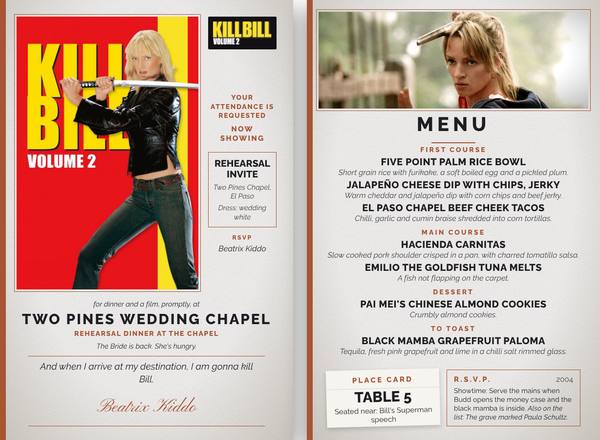 KILL
BILL
VOLUME 2
KILL BILL
VOLUME 2
YOUR
ATTENDANCE IS
REQUESTED
NOW
SHOWING
REHEARSAL
INVITE
Two Pines Chapel,
El Paso
Dress: wedding
white
RSVP
Beatrix Kiddo
for dinner and a film, promptly, at
TWO PINES WEDDING CHAPEL
REHEARSAL DINNER AT THE CHAPEL
The Bride is back. She's hungry.
And when I arrive at my destination, I am gonna kill
Bill.
Beatrix Kiddo
MENU
FIRST COURSE
FIVE POINT PALM RICE BOWL
Short grain rice with furikake, a soft boiled egg and a pickled plum.
JALAPEÑO CHEESE DIP WITH CHIPS, JERKY
Warm cheddar and jalapeño dip with corn chips and beef jerky.
EL PASO CHAPEL BEEF CHEEK TACOS
Chilli, garlic and cumin braise shredded into corn tortillas.
MAIN COURSE
HACIENDA CARNITAS
Slow cooked pork shoulder crisped in a pan, with charred tomatillo salsa.
EMILIO THE GOLDFISH TUNA MELTS
A fish not flapping on the carpet.
DESSERT
PAI MEI'S CHINESE ALMOND COOKIES
Crumbly almond cookies.
TO TOAST
BLACK MAMBA GRAPEFRUIT PALOMA
Tequila, fresh pink grapefruit and lime in a chilli salt rimmed glass.
PLACE CARD
TABLE 5
Seated near: Bill's Superman
speech
R.S.V.P. 2004
Showtime: Serve the mains when
Budd opens the money case and the
black mamba is inside. Also on the
list: The grave marked Paula Schultz.